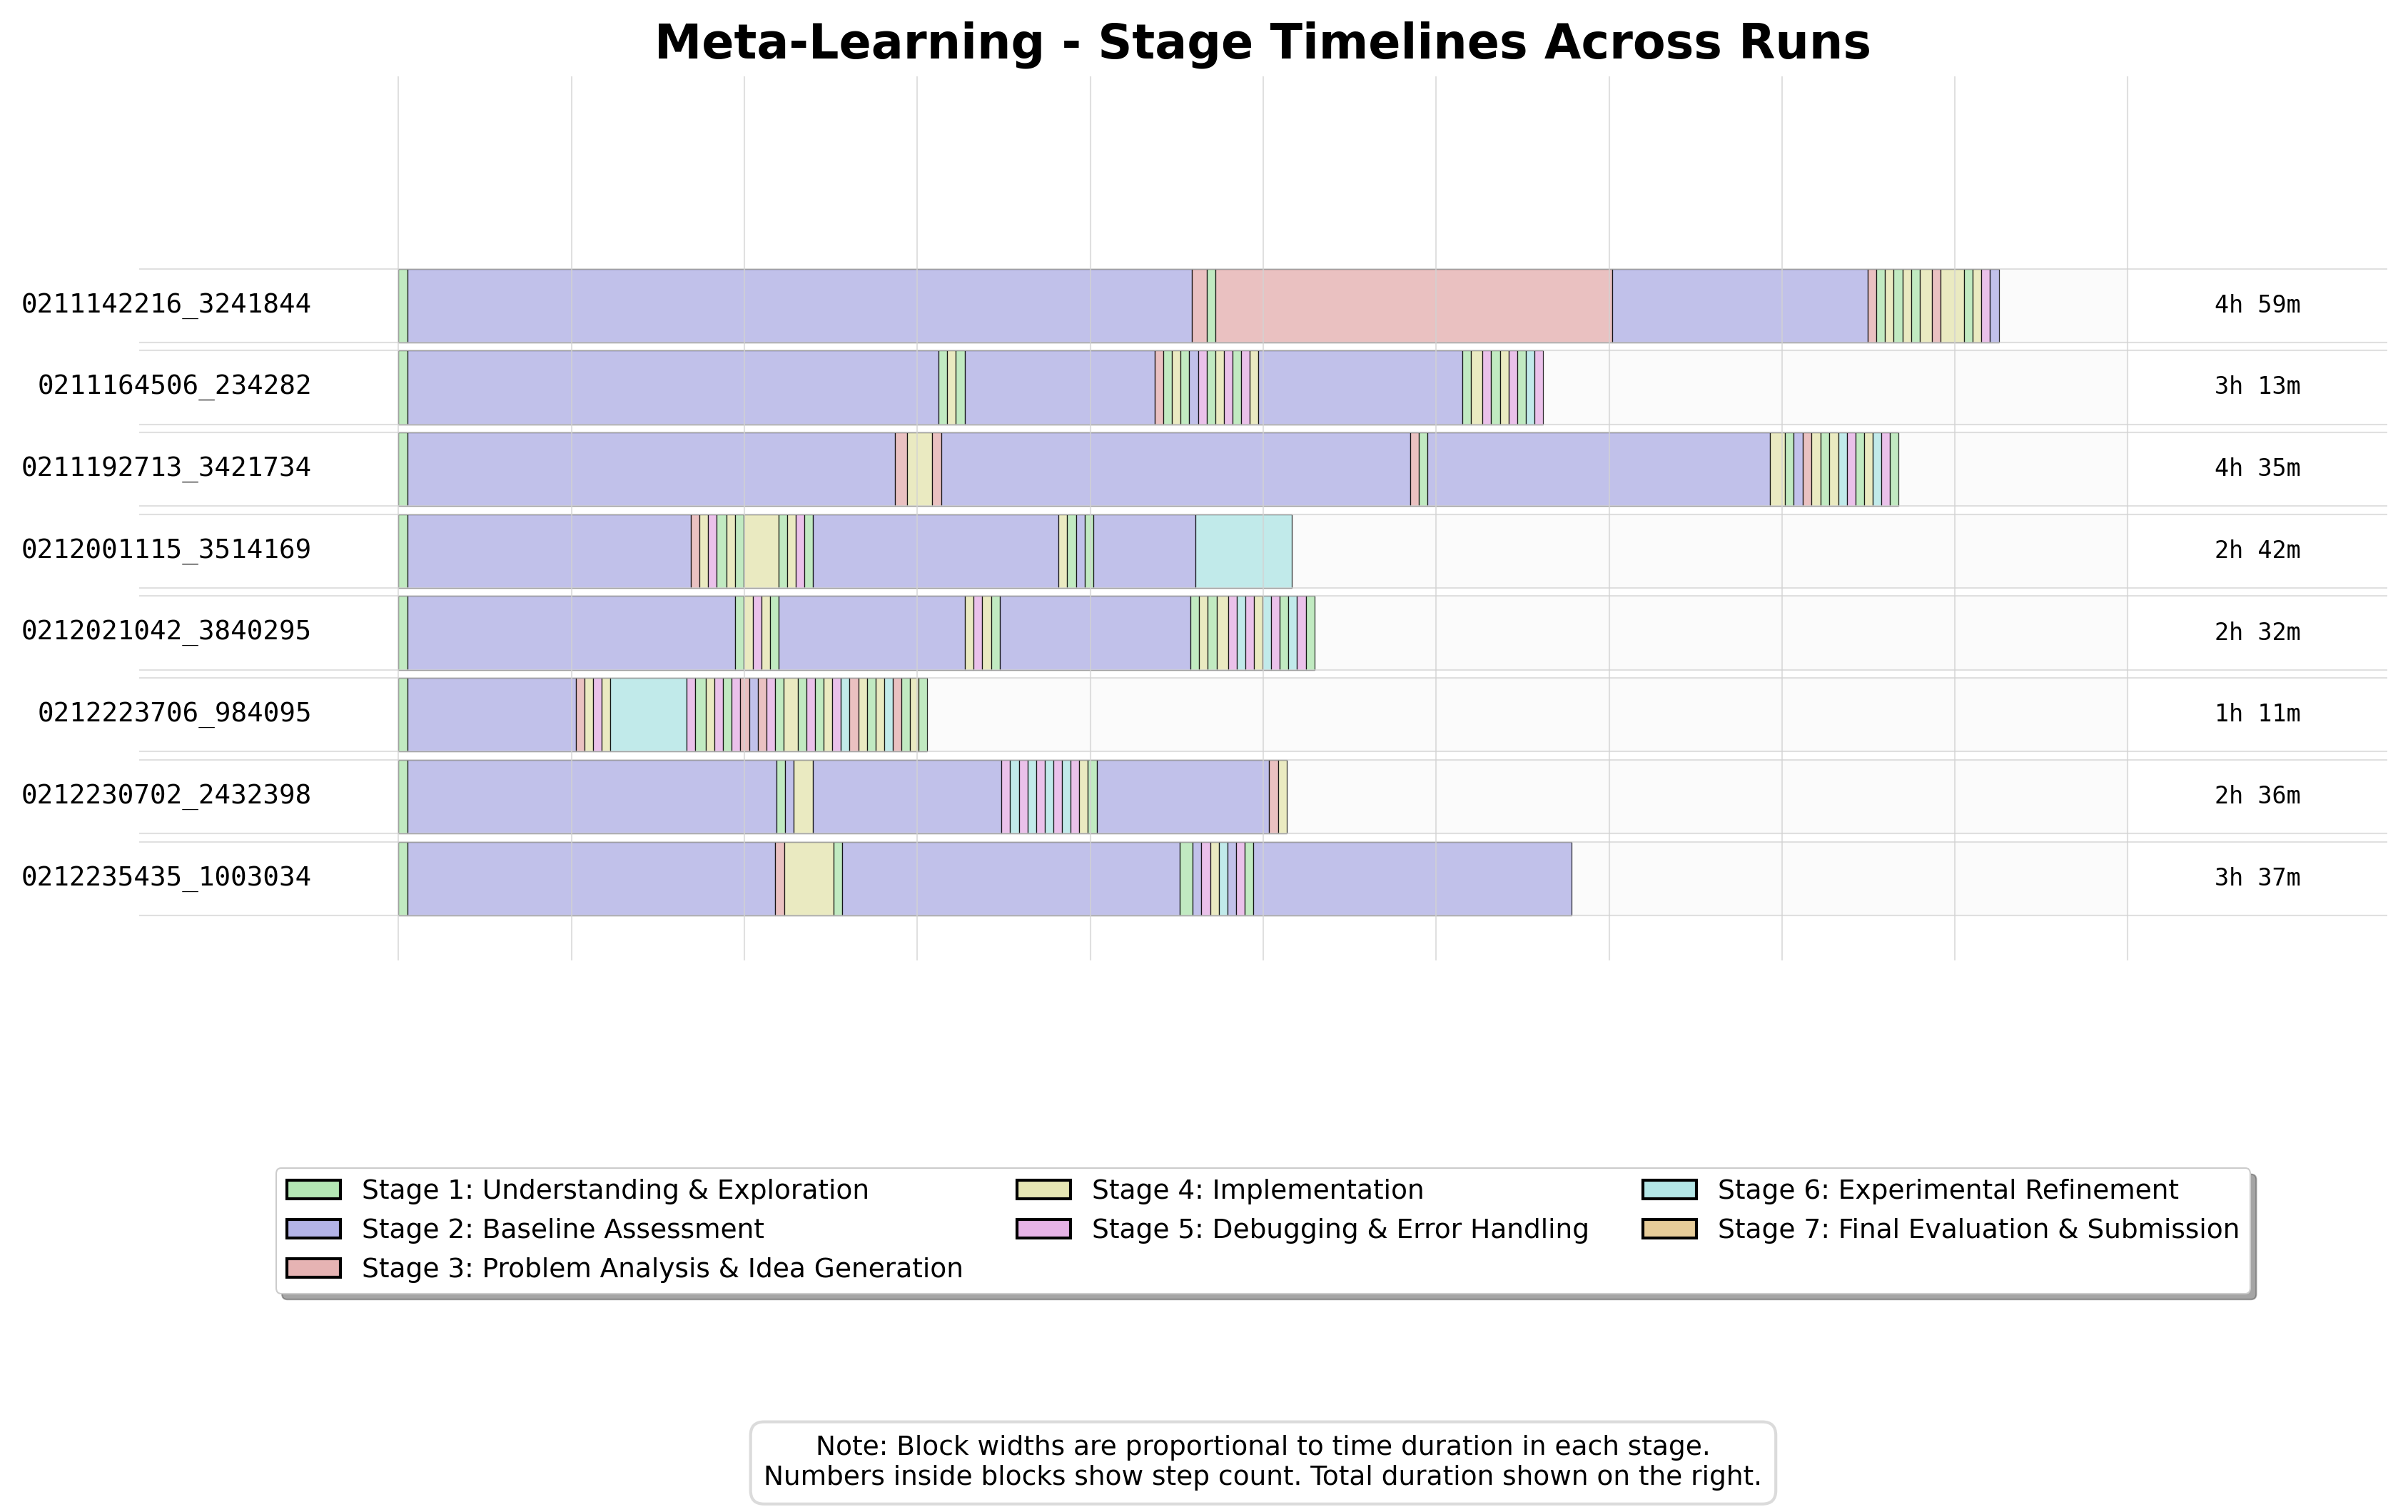 Meta-Learning - Stage Timelines Across Runs
0211142216_3241844 4h 59m
0211164506_234282 3h 13m
0211192713_3421734 4h 35m
0212001115_3514169 2h 42m
0212021042_3840295 2h 32m
0212223706_984095 1h 11m
0212230702_2432398 2h 36m
0212235435_1003034 3h 37m
Stage 1: Understanding & Exploration
Stage 2: Baseline Assessment
Stage 3: Problem Analysis & Idea Generation
Stage 4: Implementation
Stage 5: Debugging & Error Handling
Stage 6: Experimental Refinement
Stage 7: Final Evaluation & Submission
Note: Block widths are proportional to time duration in each stage.
Numbers inside blocks show step count. Total duration shown on the right.